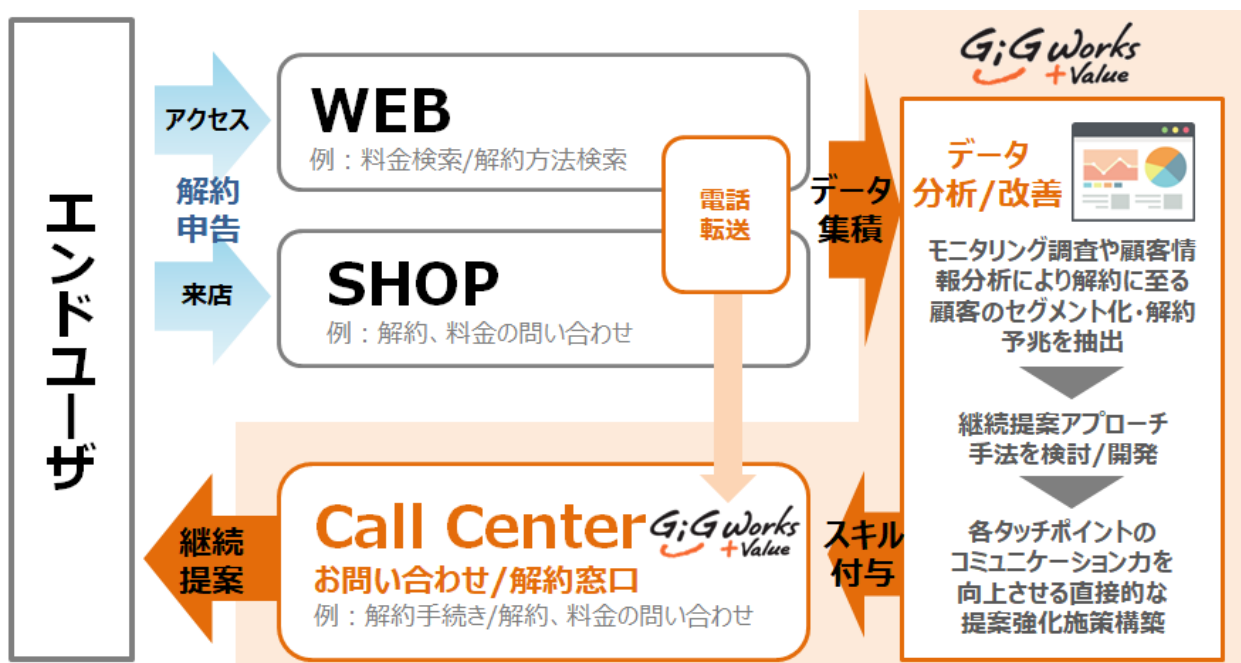 エンドユーザ
アクセス
解約
申告
来店
WEB
例：料金検索/解約方法検索
SHOP
例：解約、料金の問い合わせ
電話
転送
データ
集積
GiG works
+Value
データ
分析/改善
モニタリング調査や顧客情
報分析により解約に至る
顧客のセグメント化・解約
予兆を抽出
継続提案アプローチ
手法を検討/開発
各タッチポイントの
コミュニケーション力を
向上させる直接的な
提案強化施策構築
スキル
付与
Call Center
GiG works
+Value
お問い合わせ/解約窓口
例：解約手続き/解約、料金の問い合わせ
継続
提案